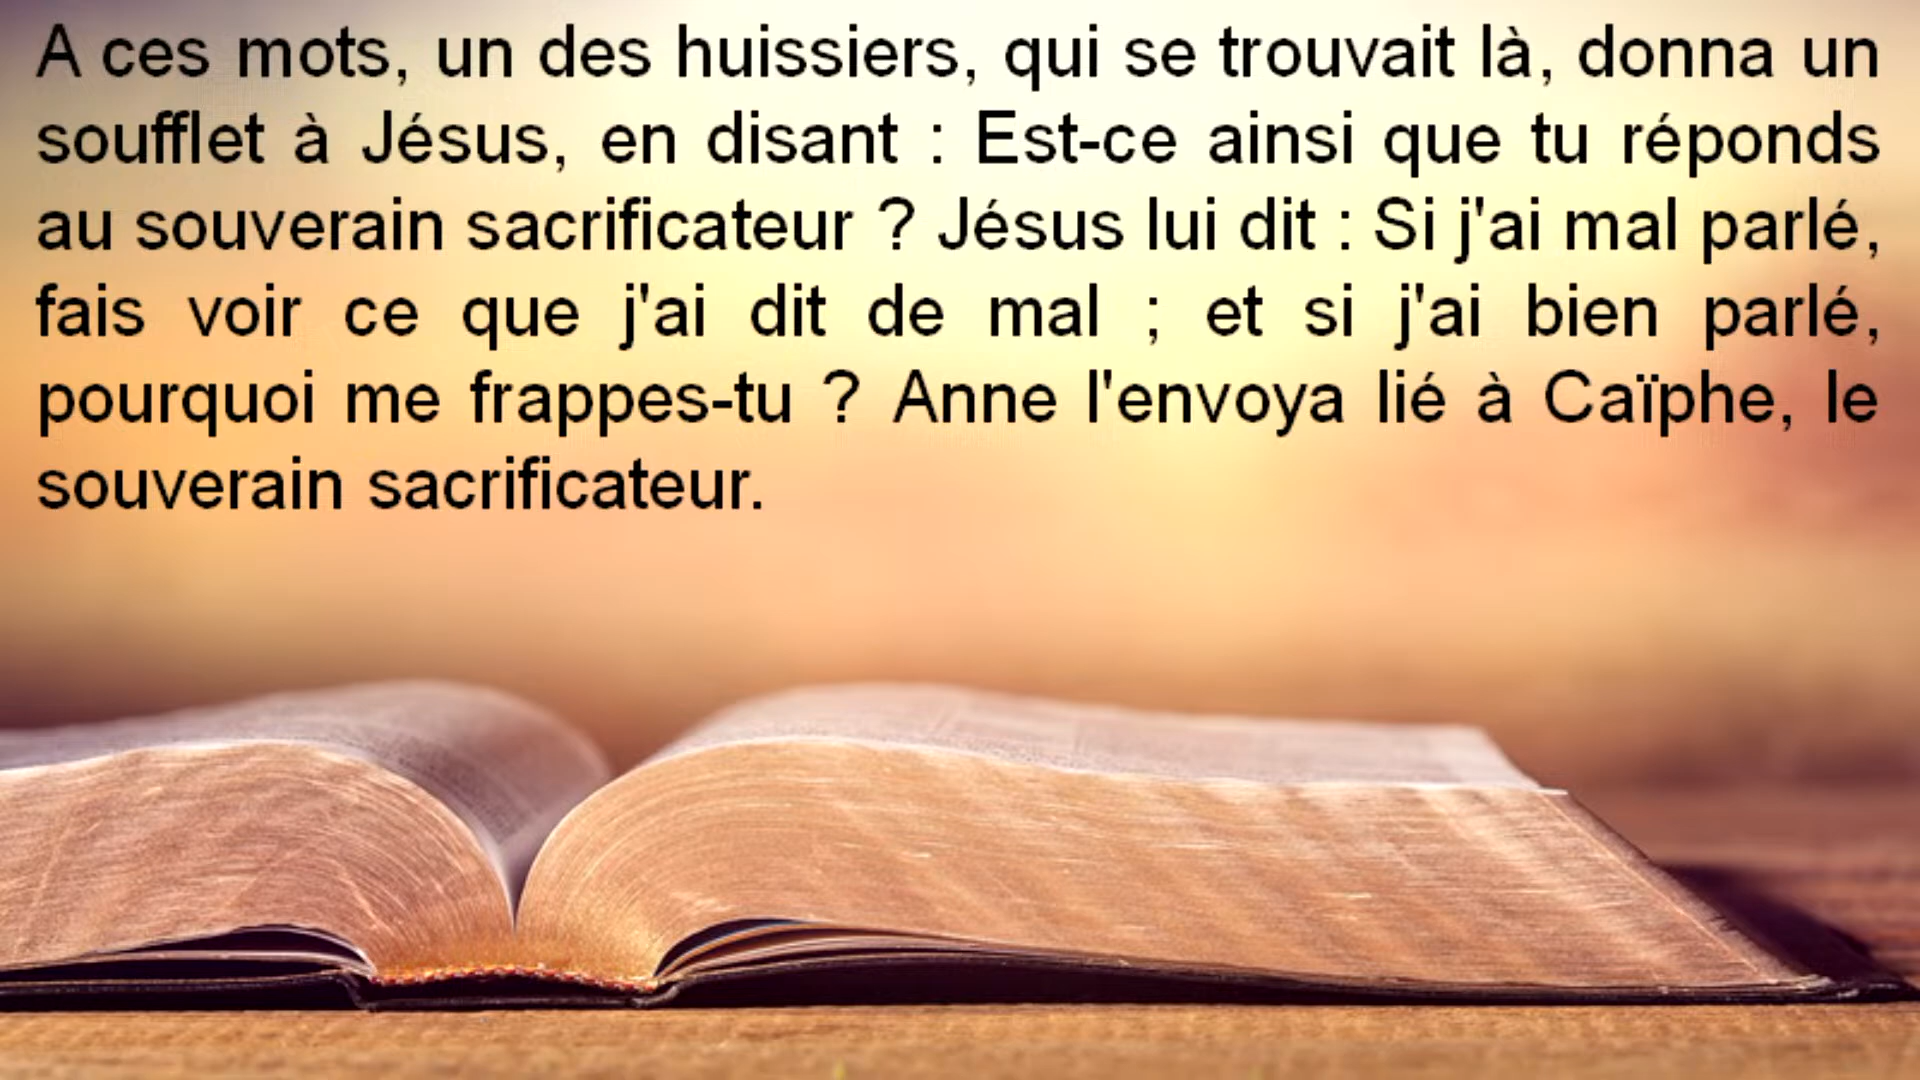 A ces mots, un des huissiers, qui se trouvait là, donna un
soufflet à Jésus, en disant : Est-ce ainsi que tu réponds
au souverain sacrificateur ? Jésus lui dit : Si j'ai mal parlé,
fais voir ce que j'ai dit de mal ; et si j'ai bien parlé,
pourquoi me frappes-tu ? Anne l'envoya lié à Caïphe, le
souverain sacrificateur.